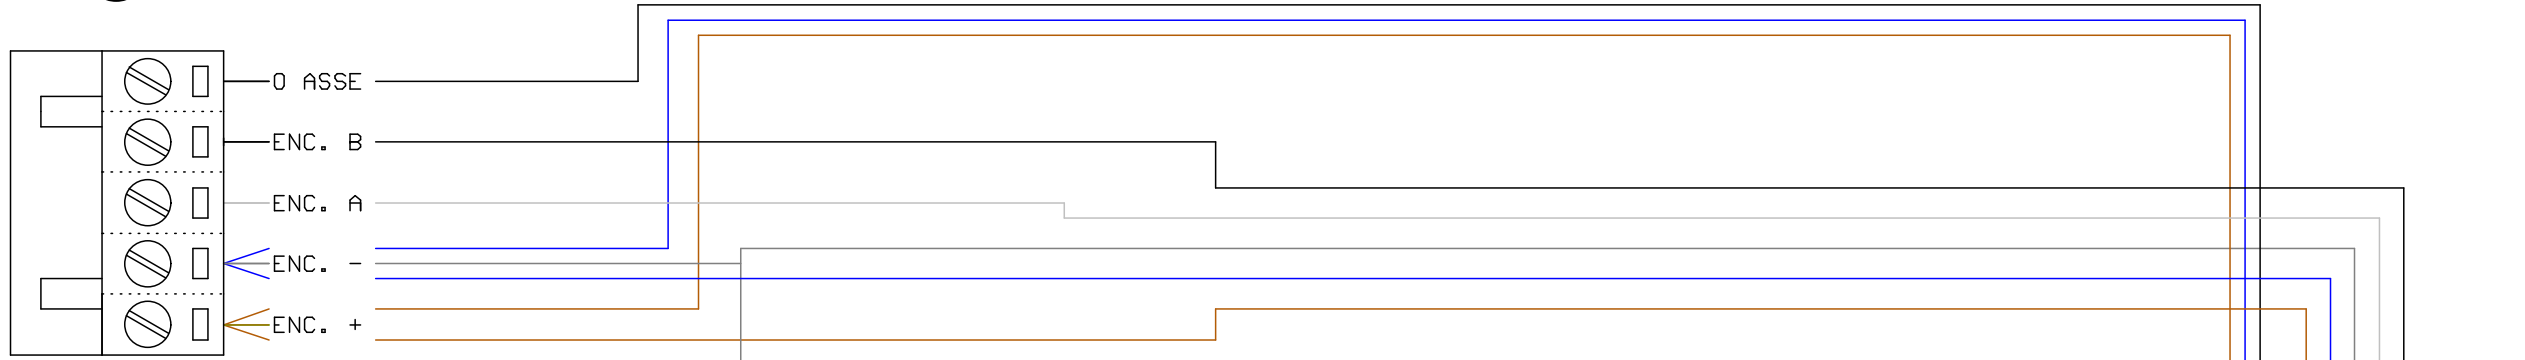 0 ASSE
ENC. B
ENC. A
ENC. -
ENC. +